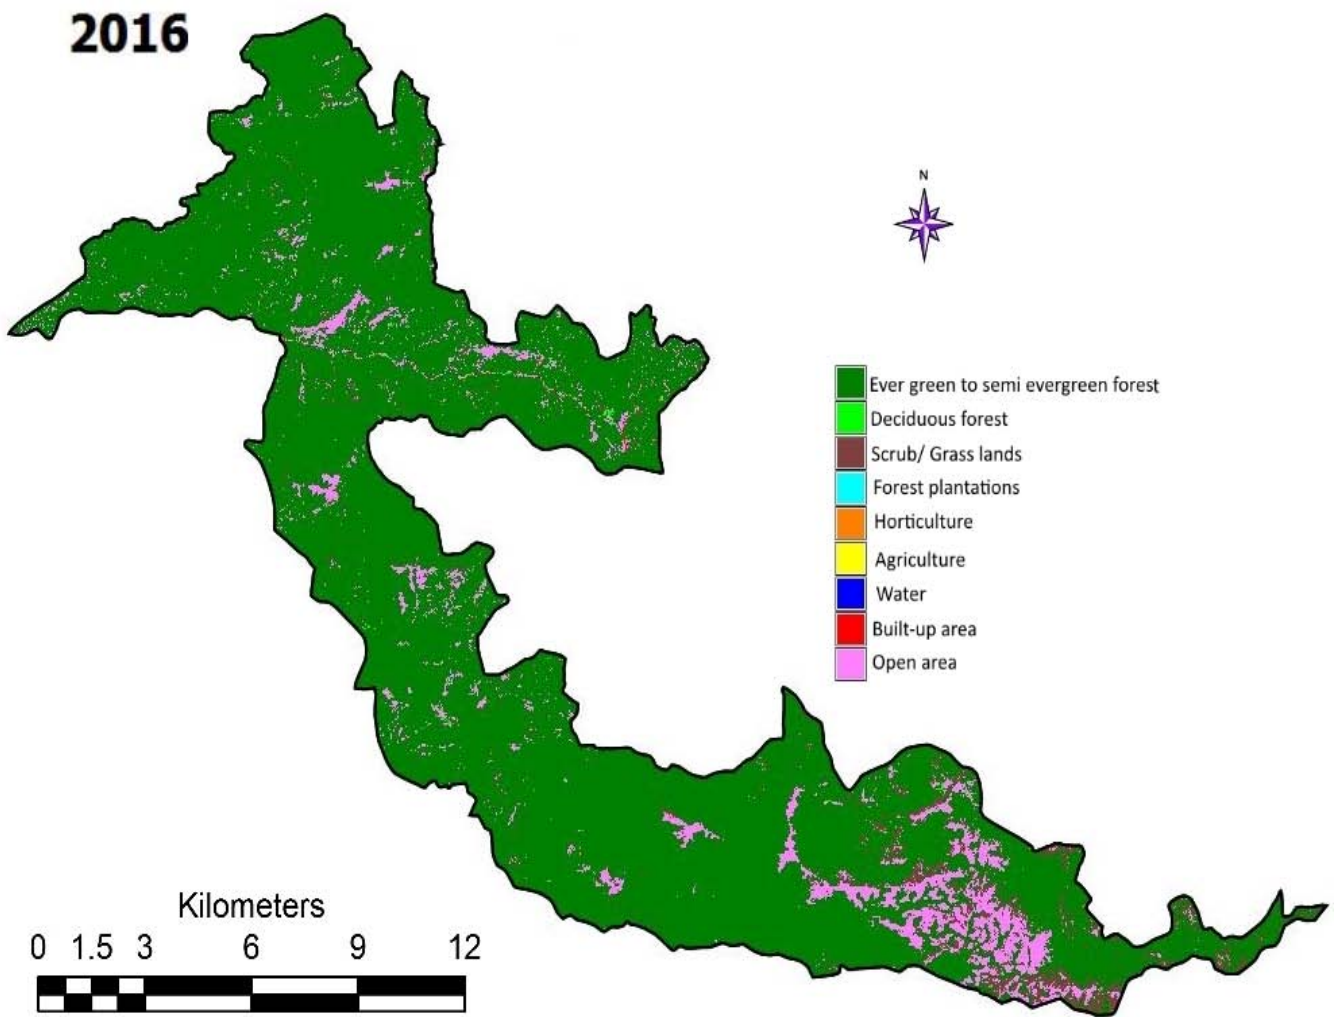 2016
N
Ever green to semi evergreen forest
Deciduous forest
Scrub/ Grass lands
Forest plantations
Horticulture
Agriculture
Water
Built-up area
Open area
Kilometers
0 1.5 3 6 9 12